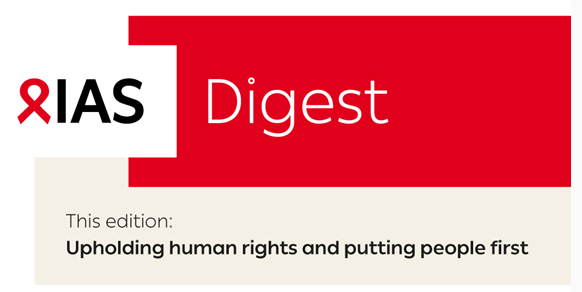 IAS
Digest
This edition:
Upholding human rights and putting people first